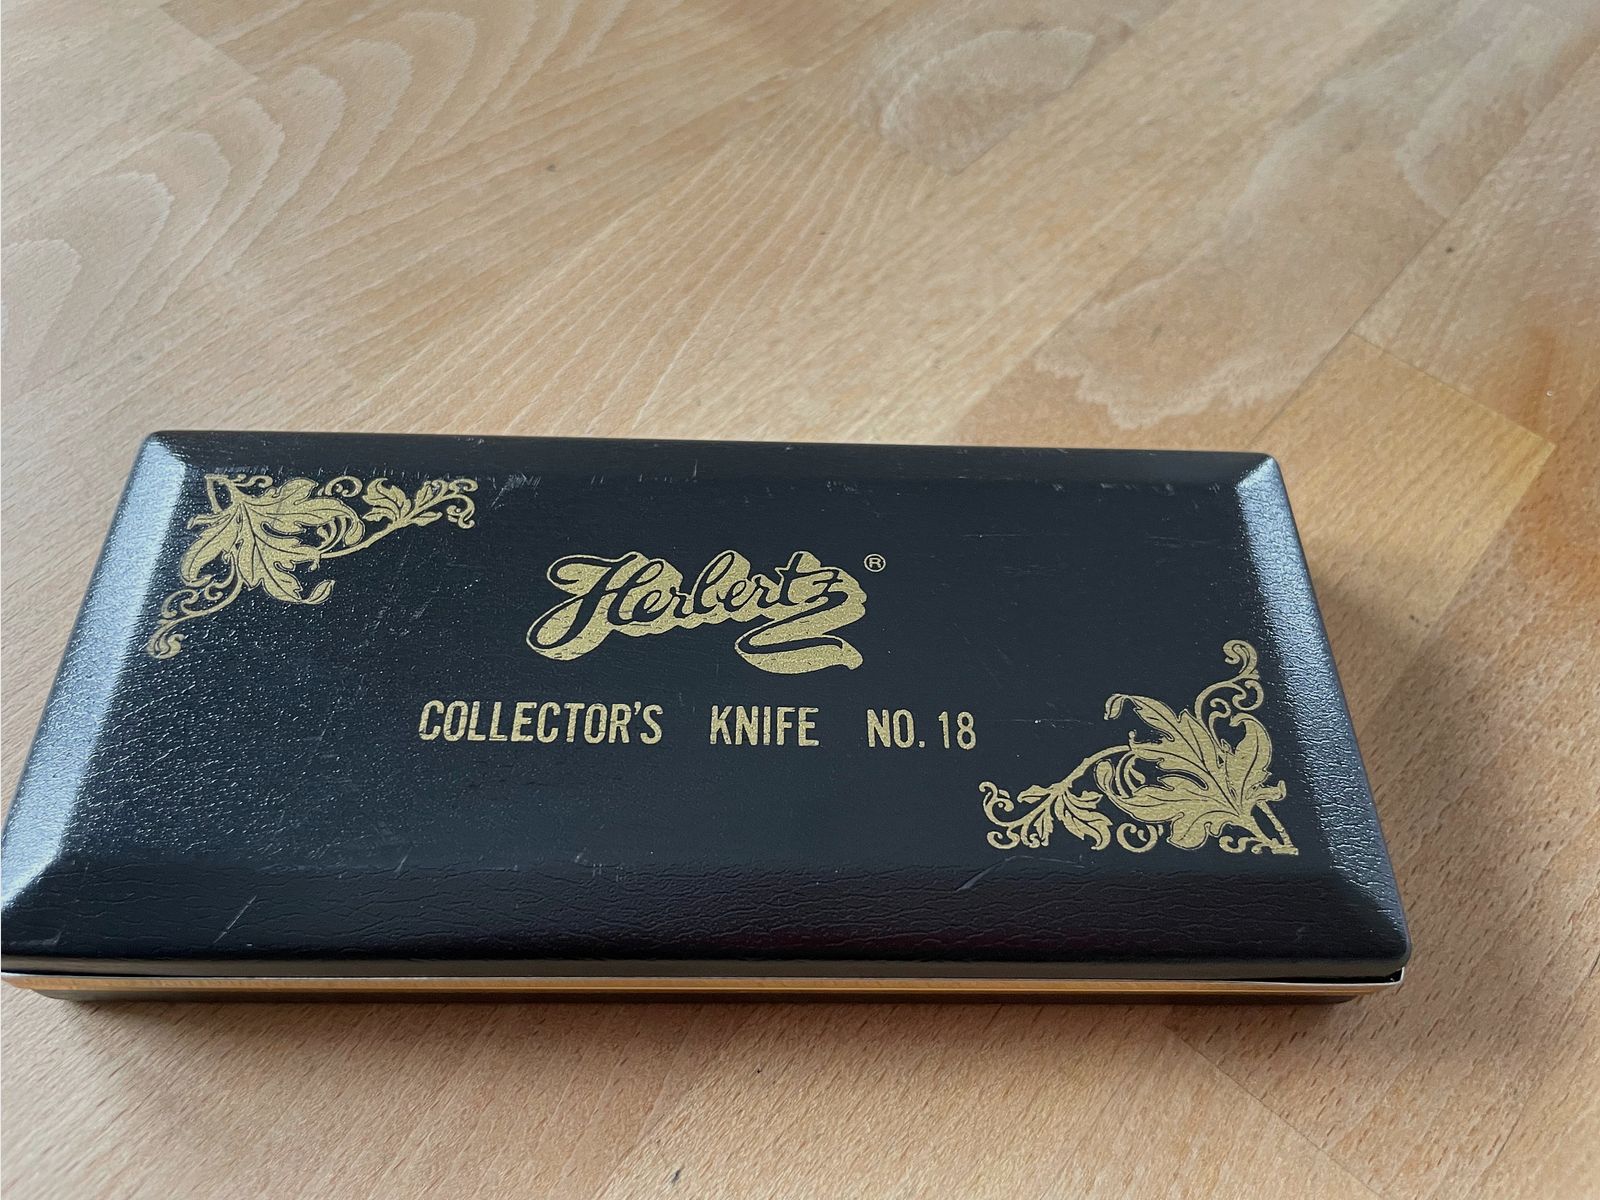 Herbertz®
COLLECTOR'S KNIFE NO. 18